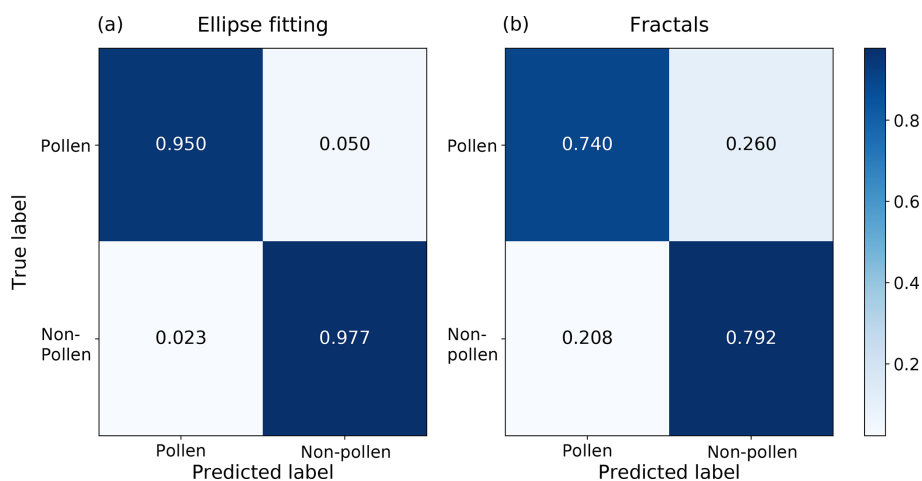 (a) Ellipse fitting
(b) Fractals
True label
Pollen
0.950
0.050
Non-
Pollen
0.023
0.977
Pollen
Non-pollen
Predicted label
Pollen
0.740
0.260
Non-
pollen
0.208
0.792
Pollen
Non-pollen
Predicted label
0.8
0.6
0.4
0.2